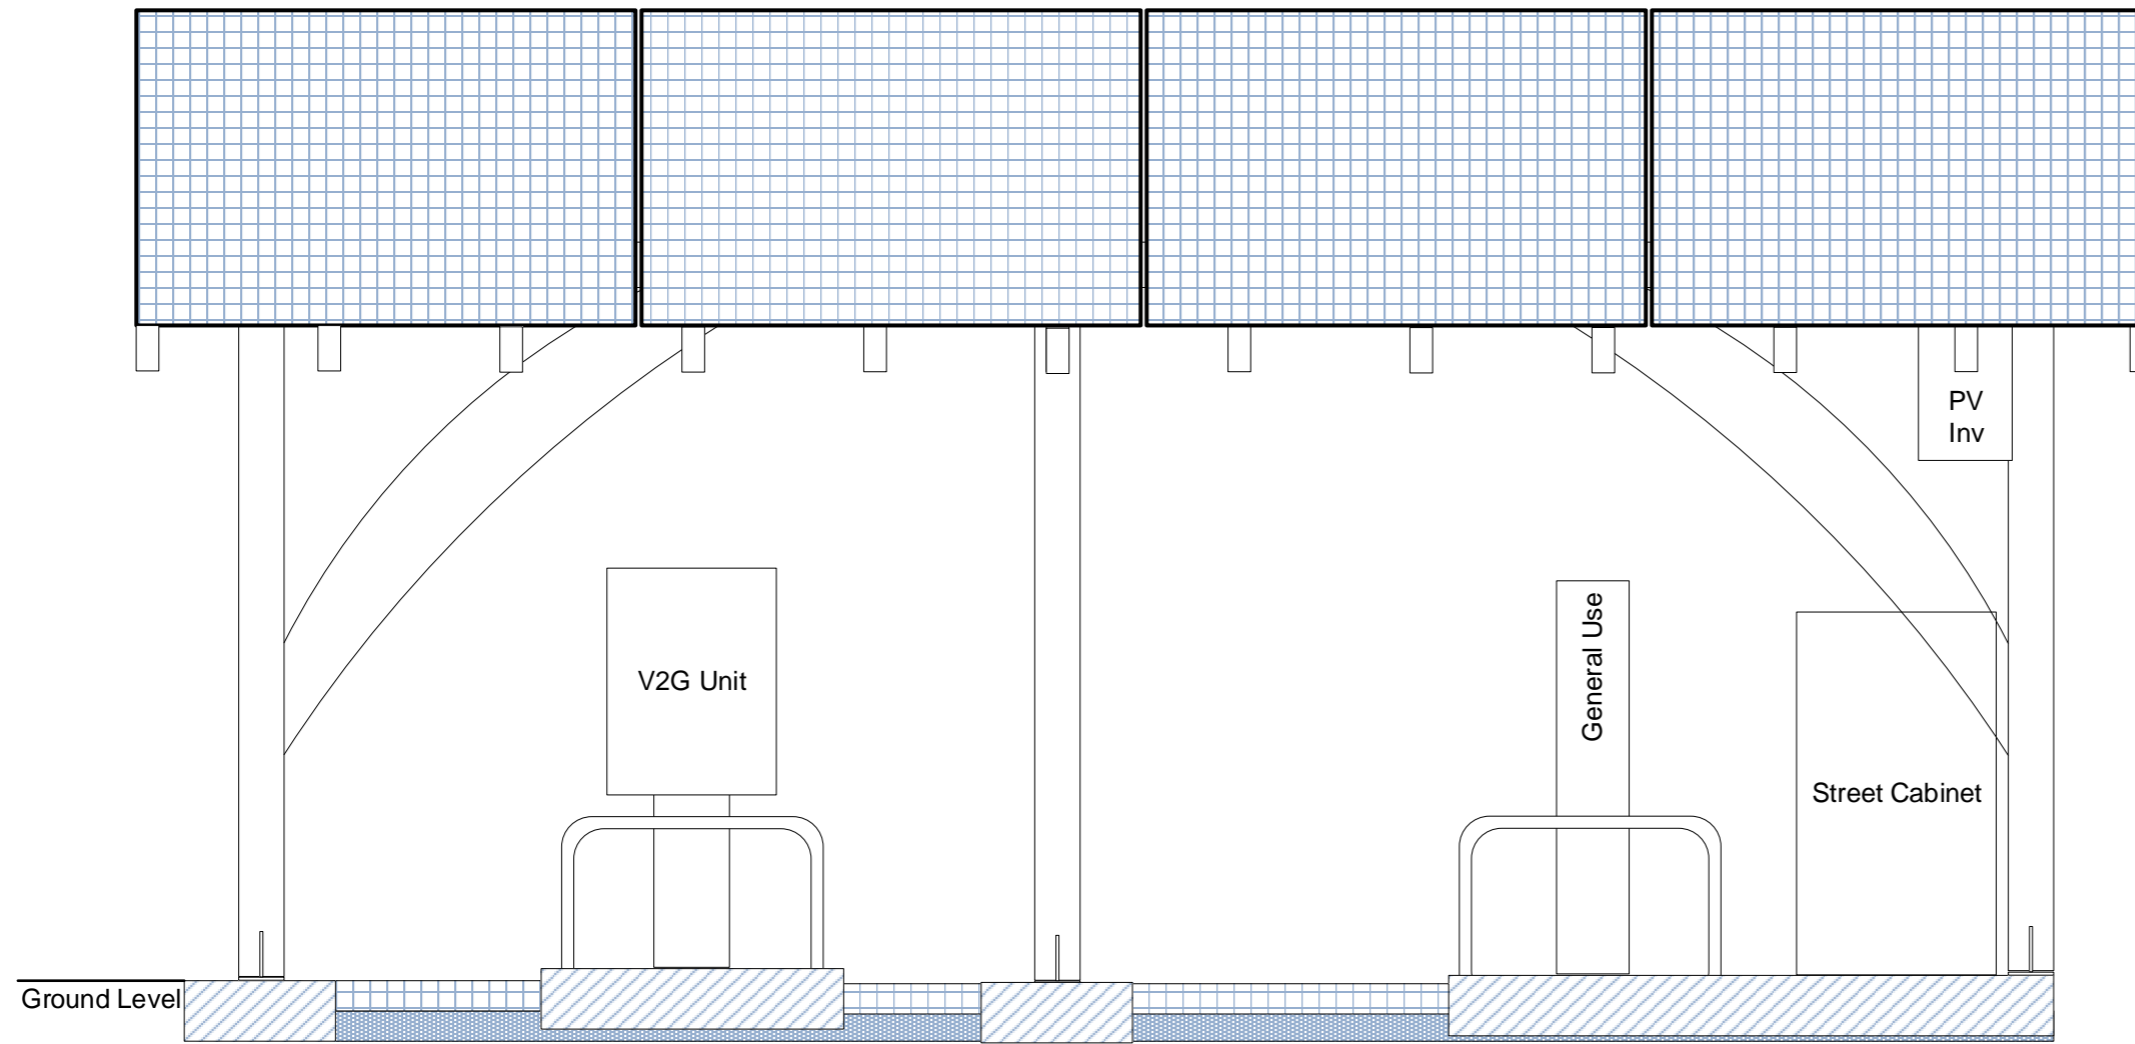 PV
Inv
General Use
V2G Unit
Street Cabinet
Ground Level